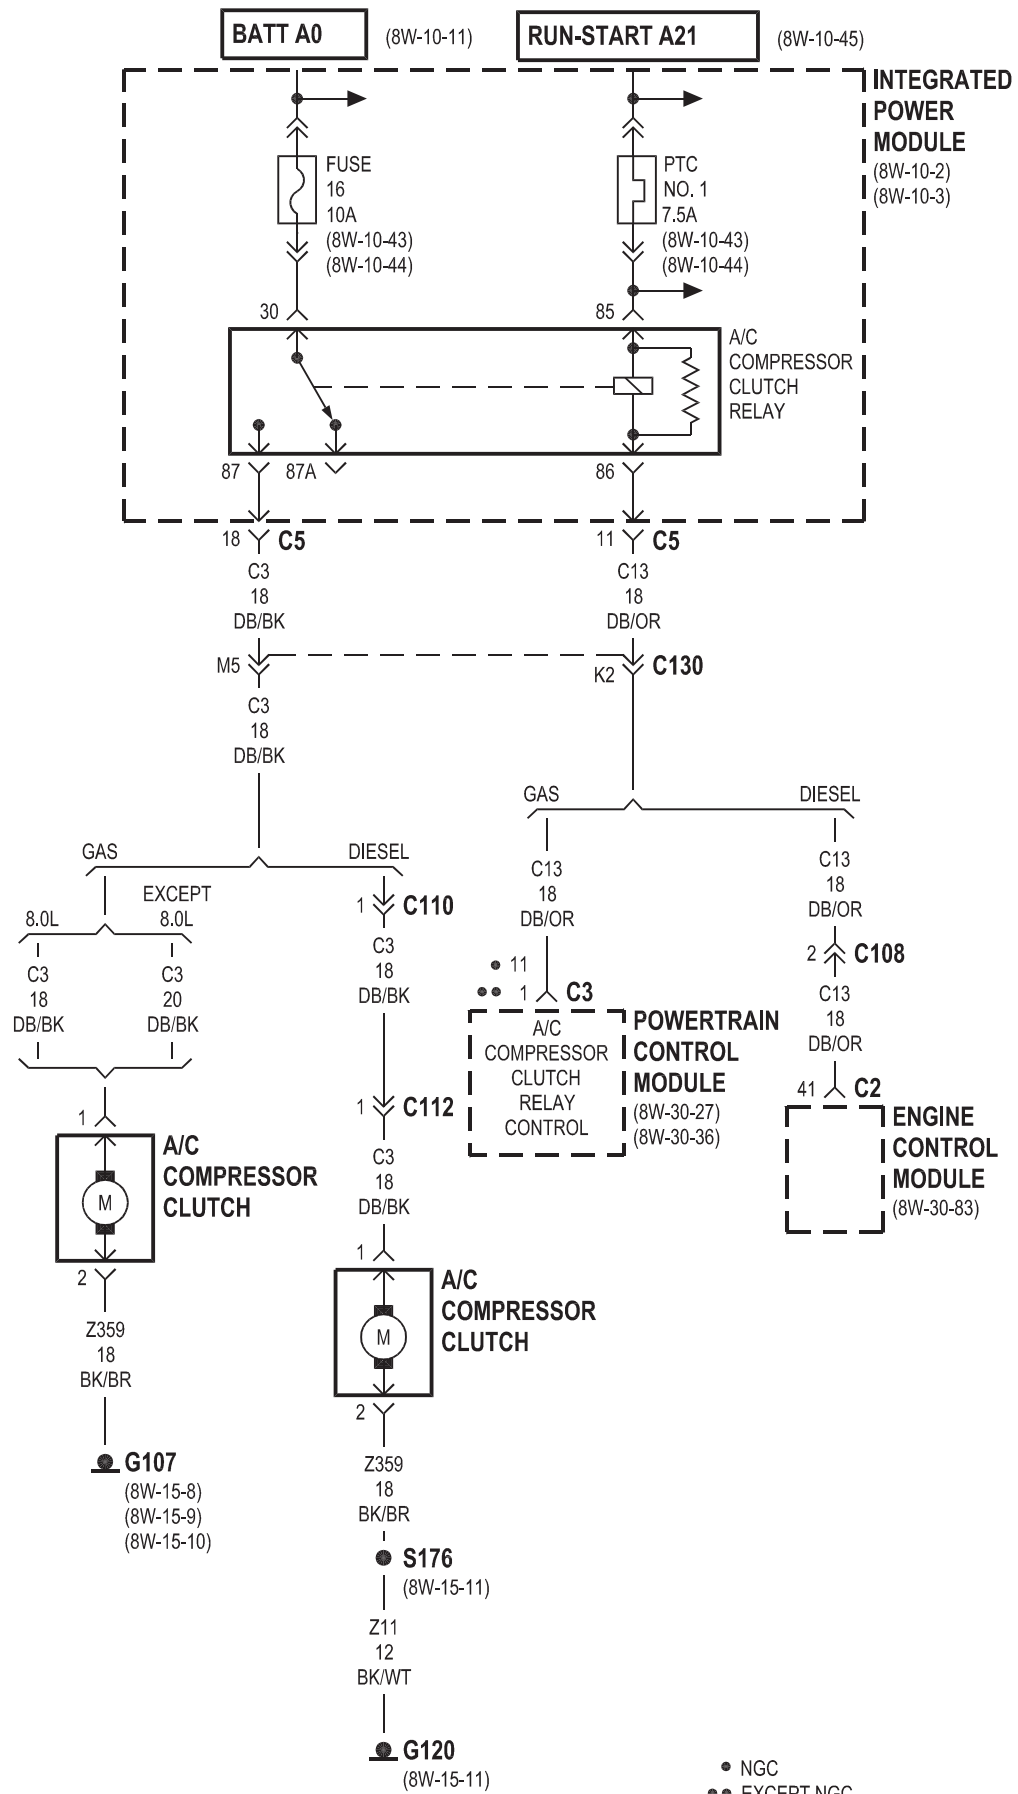 BATT A0
(8W-10-11)
RUN-START A21
(8W-10-45)
INTEGRATED
POWER
MODULE
(8W-10-2)
(8W-10-3)
FUSE
16
10A
(8W-10-43)
(8W-10-44)
PTC
NO. 1
7.5A
(8W-10-43)
(8W-10-44)
30
85
A/C
COMPRESSOR
CLUTCH
RELAY
87
87A
86
18
C5
11
C5
C3
18
DB/BK
C13
18
DB/OR
M5
K2
C130
C3
18
DB/BK
GAS
DIESEL
GAS
DIESEL
C13
18
DB/OR
C13
18
DB/OR
8.0L
EXCEPT
8.0L
1
C110
2
C108
C3
18
DB/BK
C3
20
DB/BK
C3
18
DB/BK
11
1
C3
C13
18
DB/OR
A/C
COMPRESSOR
CLUTCH
RELAY
CONTROL
POWERTRAIN
CONTROL
MODULE
(8W-30-27)
(8W-30-36)
41
C2
ENGINE
CONTROL
MODULE
(8W-30-83)
1
C112
1
A/C
COMPRESSOR
CLUTCH
M
2
C3
18
DB/BK
1
A/C
COMPRESSOR
CLUTCH
M
2
Z359
18
BK/BR
G107
(8W-15-8)
(8W-15-9)
(8W-15-10)
Z359
18
BK/BR
S176
(8W-15-11)
Z11
12
BK/WT
G120
(8W-15-11)
NGC
EXCEPT NGC